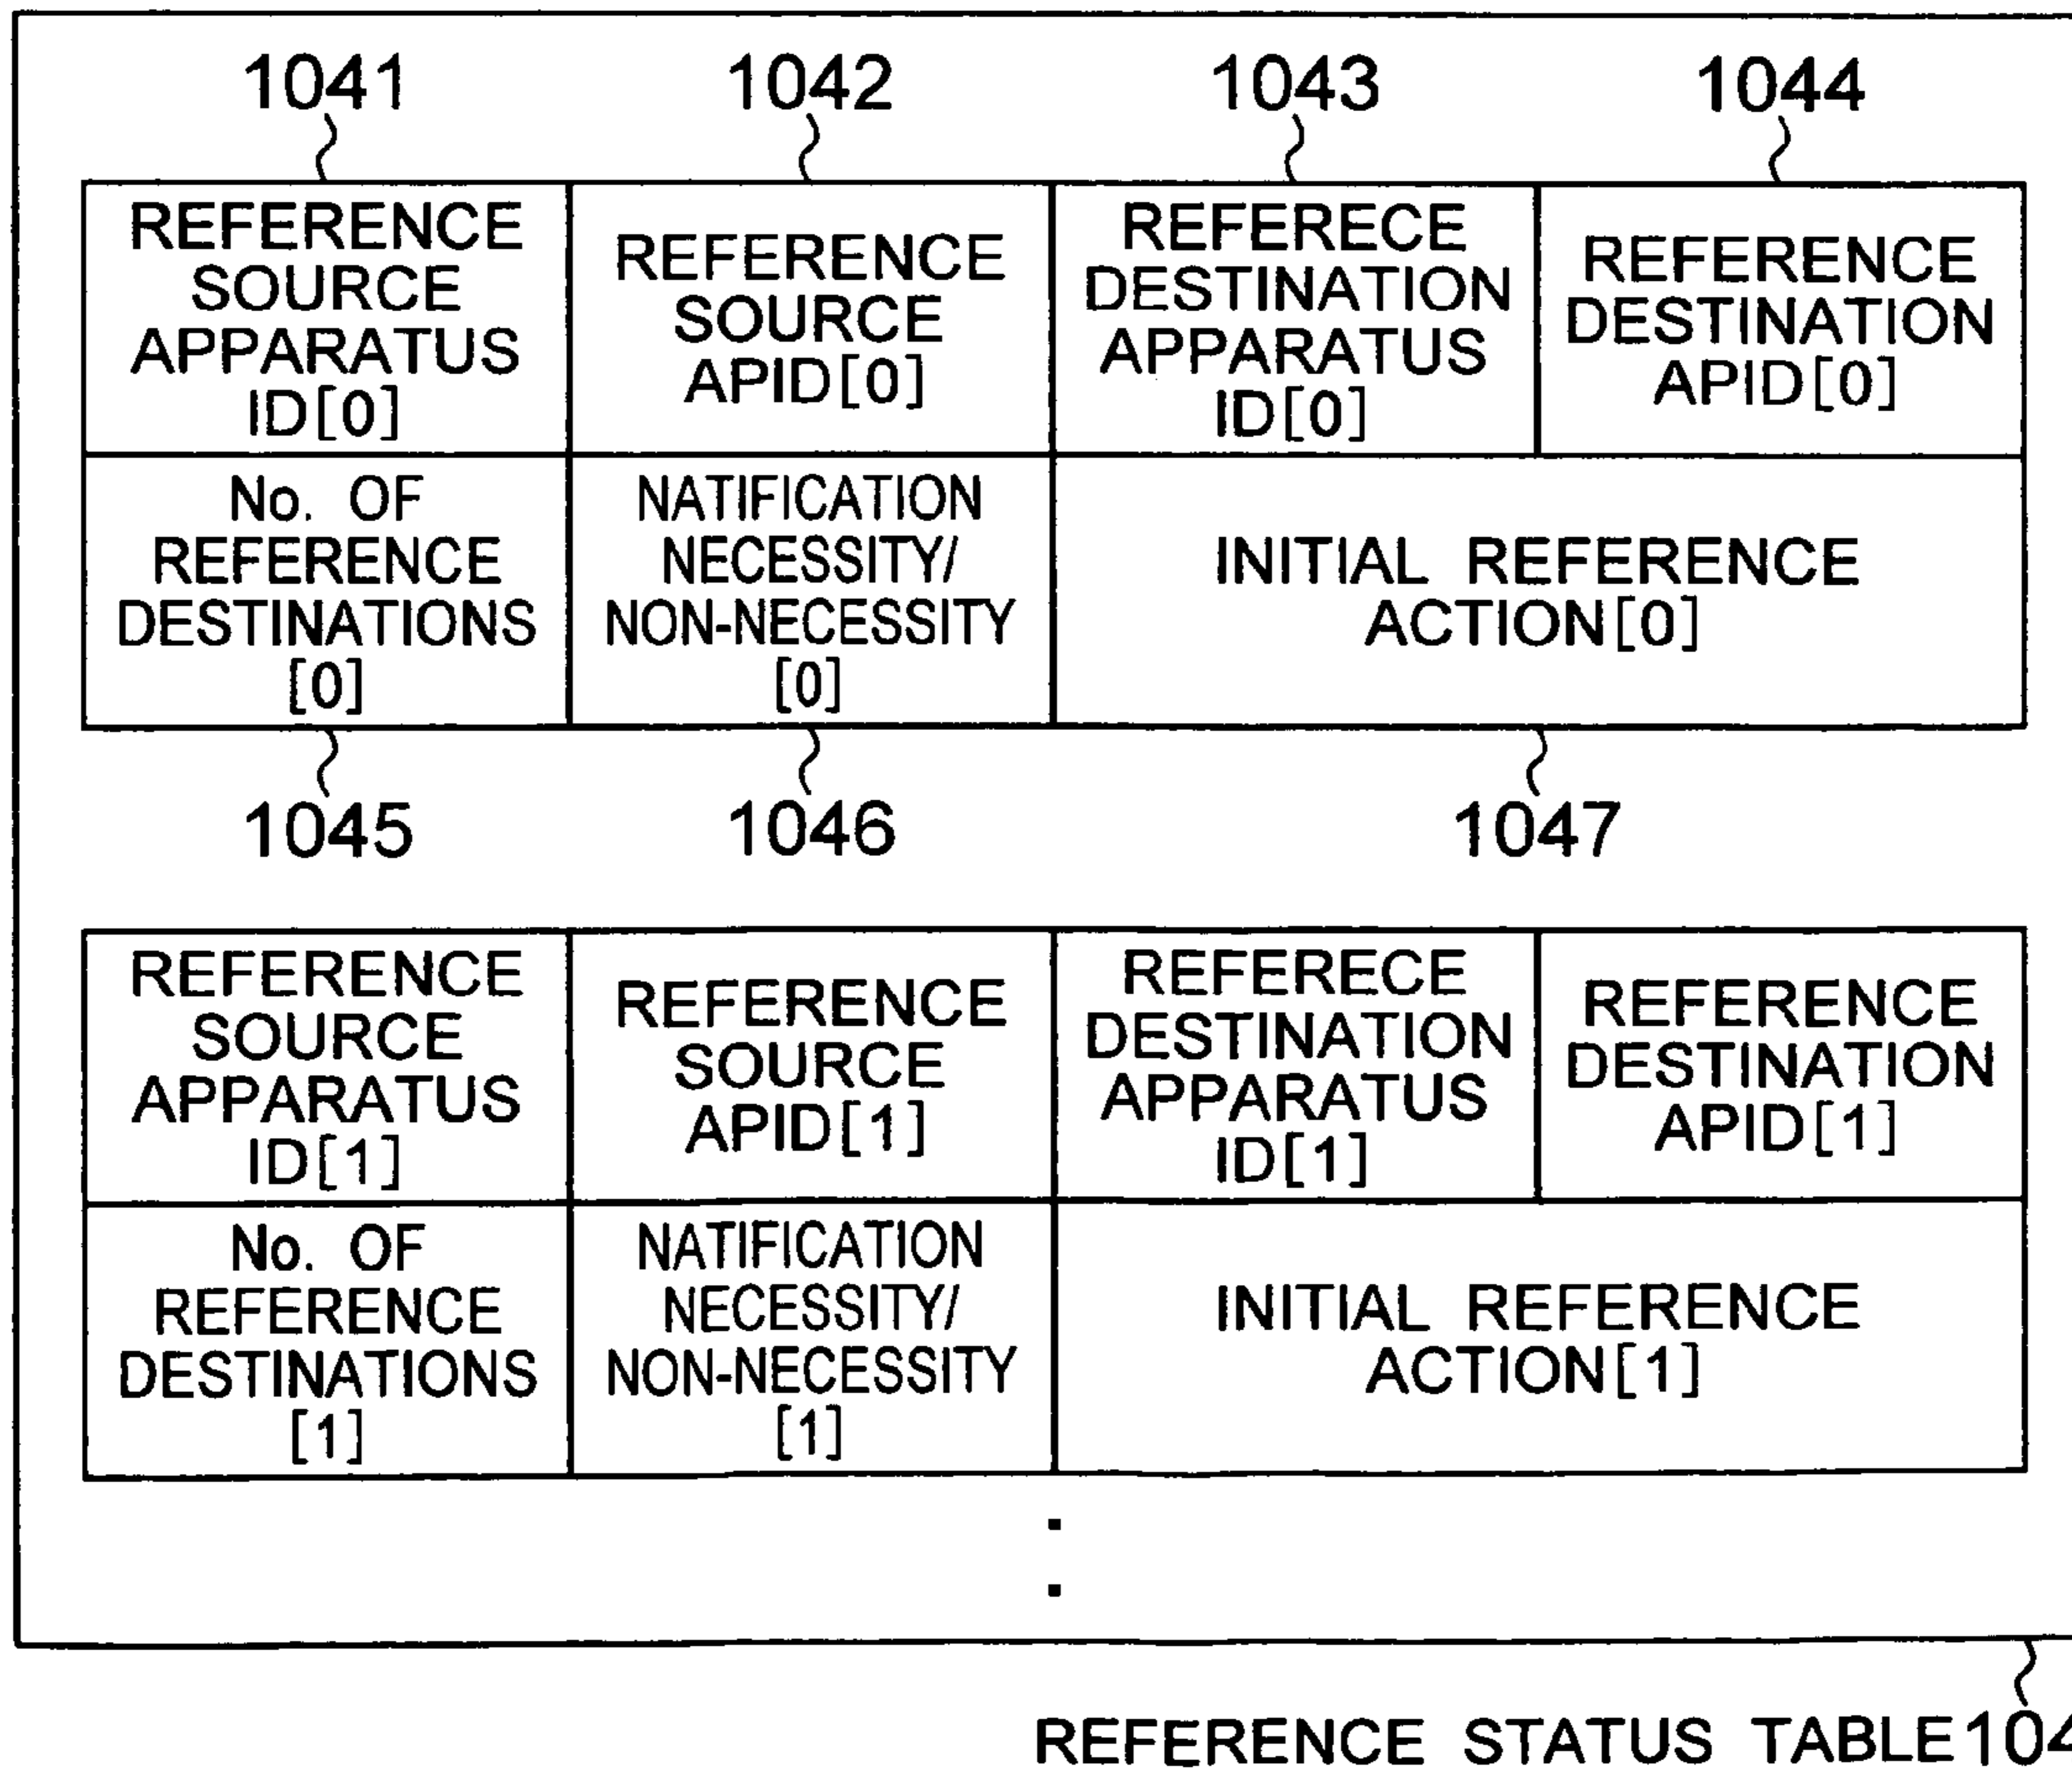 1041 1042 1043 1044
REFERENCE
SOURCE
APPARATUS
ID[0]
REFERENCE
SOURCE
APID[0]
REFERECE
DESTINATION
APPARATUS
ID[0]
REFERENCE
DESTINATION
APID[0]
No. OF
REFERENCE
DESTINATIONS
[0]
NATIFICATION
NECESSITY/
NON-NECESSITY
[0]
INITIAL REFERENCE
ACTION[0]
1045 1046 1047
REFERENCE
SOURCE
APPARATUS
ID[1]
REFERENCE
SOURCE
APID[1]
REFERECE
DESTINATION
APPARATUS
ID[1]
REFERENCE
DESTINATION
APID[1]
No. OF
REFERENCE
DESTINATIONS
[1]
NATIFICATION
NECESSITY/
NON-NECESSITY
[1]
INITIAL REFERENCE
ACTION[1]
REFERENCE STATUS TABLE 104